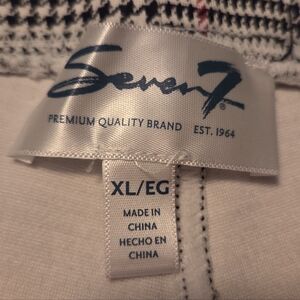 Seven7
PREMIUM QUALITY BRAND EST. 1964
XL/EG
MADE IN
CHINA
HECHO EN
CHINA